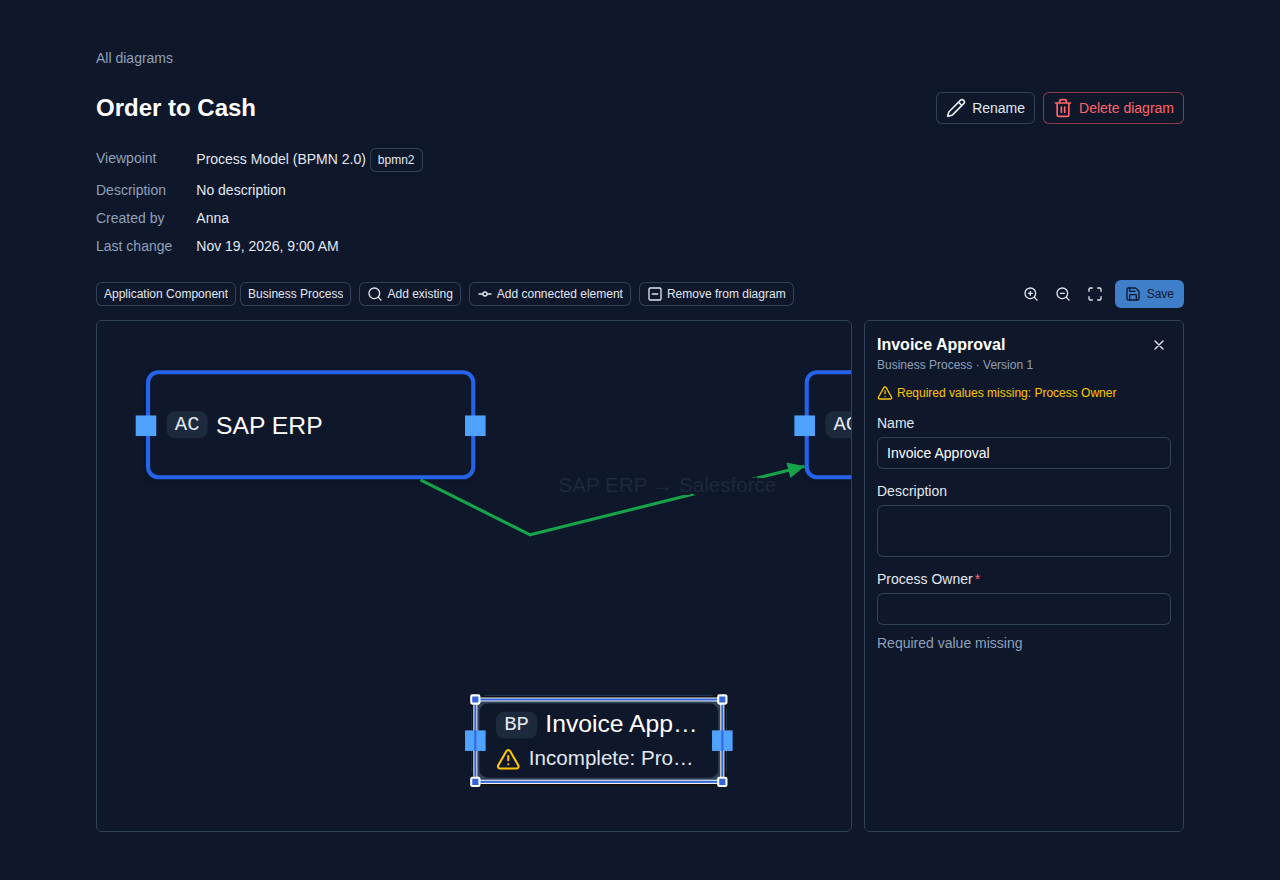 All diagrams
Order to Cash
Rename
Delete diagram
Viewpoint
Process Model (BPMN 2.0)
bpmn2
Description
No description
Created by
Anna
Last change
Nov 19, 2026, 9:00 AM
Application Component
Business Process
Add existing
Add connected element
Remove from diagram
Save
AC SAP ERP
AC
SAP ERP → Salesforce
BP Invoice App…
Incomplete: Pro…
Invoice Approval
Business Process · Version 1
Required values missing: Process Owner
Name
Invoice Approval
Description
Process Owner*
Required value missing